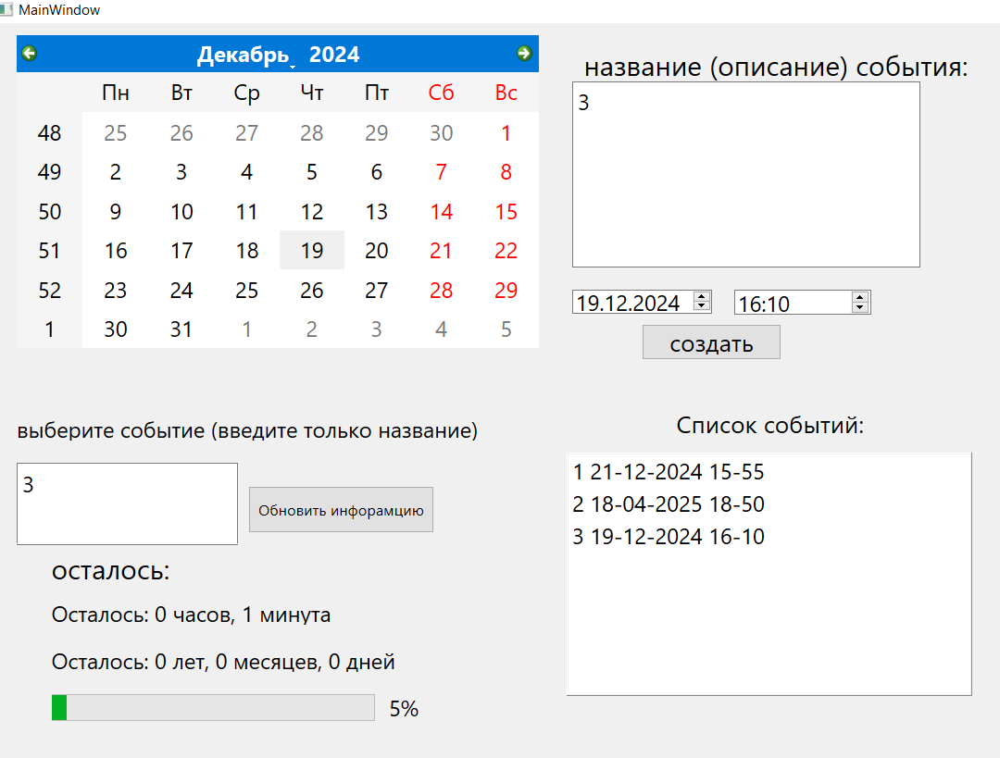 MainWindow
Декабрь 2024
Пн Вт Ср Чт Пт Сб Вс
48 25 26 27 28 29 30 1
49 2 3 4 5 6 7 8
50 9 10 11 12 13 14 15
51 16 17 18 19 20 21 22
52 23 24 25 26 27 28 29
1 30 31 1 2 3 4 5
название (описание) события:
3
19.12.2024 16:10
создать
выберите событие (введите только название)
3
Обновить инфорамцию
осталось:
Осталось: 0 часов, 1 минута
Осталось: 0 лет, 0 месяцев, 0 дней
5%
Список событий:
1 21-12-2024 15-55
2 18-04-2025 18-50
3 19-12-2024 16-10